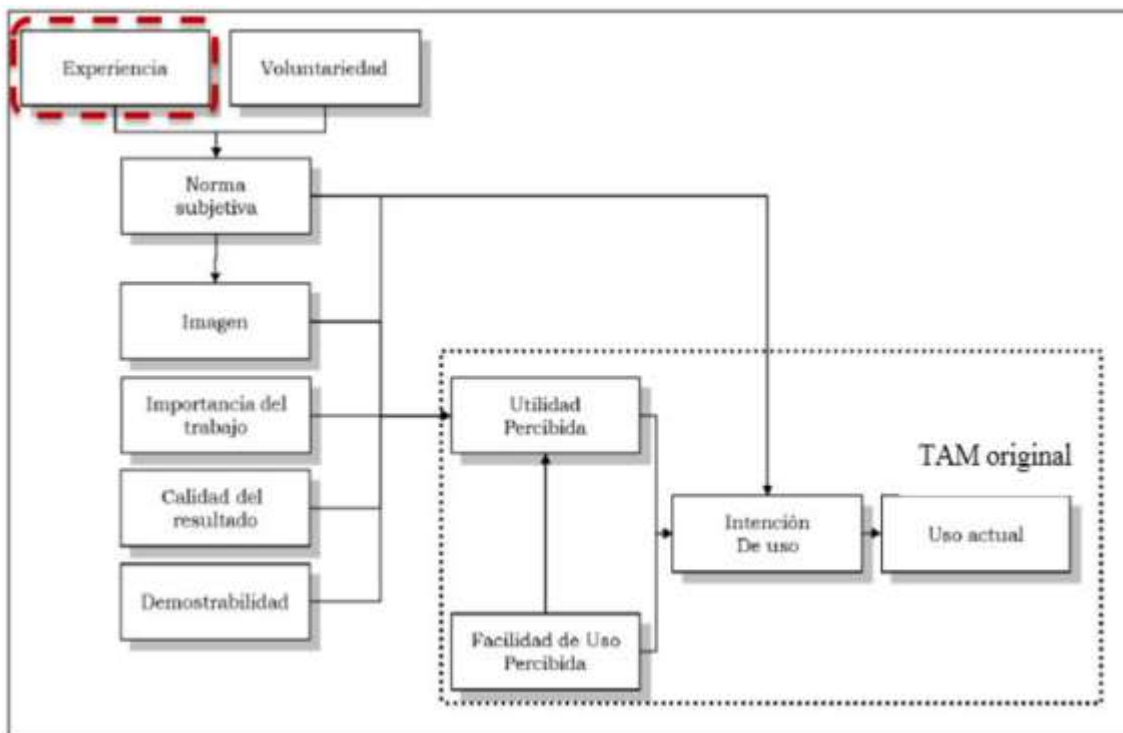 Experiencia
Voluntariedad
Norma
subjetiva
Imagen
Importancia del
trabajo
Utilidad
Percibida
TAM original
Calidad del
resultado
Intención
De uso
Uso actual
Demostrabilidad
Facilidad de Uso
Percibida